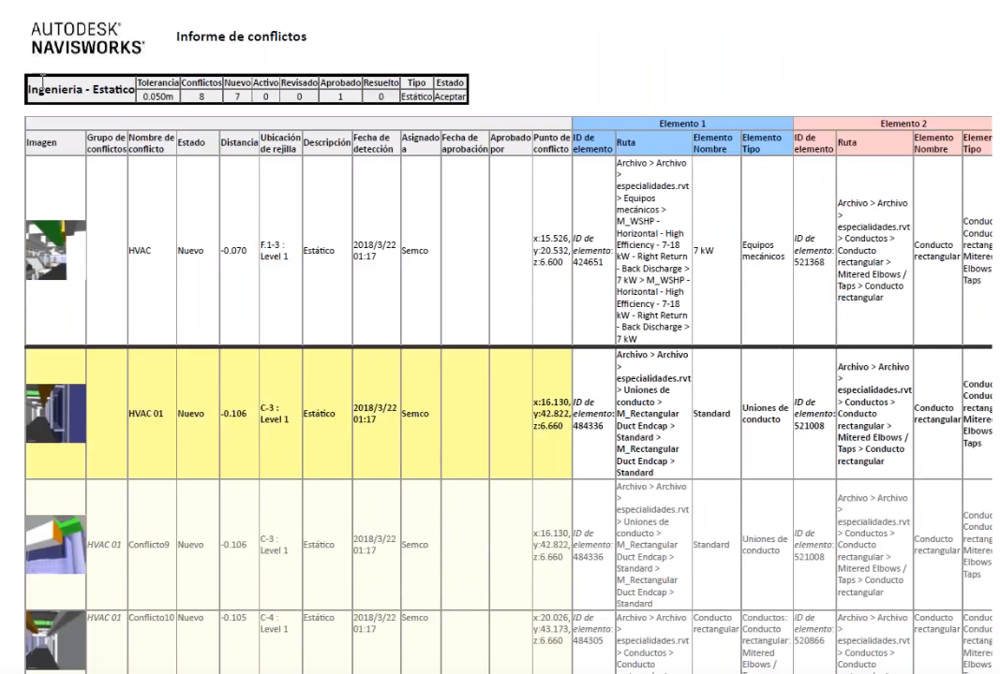 AUTODESK®
NAVISWORKS®
Informe de conflictos
Ingenieria - Estatico
Tolerancia Conflictos Nuevo Activo Revisado Aprobado Resuelto Tipo Estado
0.050m 8 7 0 0 1 0 Estático Aceptar
Elemento 1 Elemento 2
Imagen
Grupo de conflictos
Nombre de conflicto
Estado
Distancia
Ubicación de rejilla
Descripción
Fecha de detección
Asignado a
Fecha de aprobación
Aprobado por
Punto de conflicto
ID de elemento
Ruta
Elemento Nombre
Elemento Tipo
ID de elemento
Ruta
Elemento Nombre
Elemen Tipo
HVAC
Nuevo
-0.070
F.1-3 :
Level 1
Estático
2018/3/22
01:17
Semco
x:15.526,
y:20.532,
z:6.600
ID de
elemento:
424651
Archivo > Archivo
>
especialidades.rvt
> Equipos
mecánicos >
M_WSHP -
Horizontal - High
Efficiency - 7-18
kW - Right Return
- Back Discharge >
7 kW > M_WSHP -
Horizontal - High
Efficiency - 7-18
kW - Right Return
- Back Discharge >
7 kW
7 kW
Equipos
mecánicos
ID de
elemento:
521368
Archivo > Archivo
>
especialidades.rvt
> Conductos >
Conducto
rectangular >
Mitered Elbows /
Taps > Conducto
rectangular
Conducto
rectangular
Conduc
Conduc
rectang
Mitered
Elbows
Taps
HVAC 01
Nuevo
-0.106
C-3 :
Level 1
Estático
2018/3/22
01:17
Semco
x:16.130,
y:42.822,
z:6.660
ID de
elemento:
484336
Archivo > Archivo
>
especialidades.rvt
> Uniones de
conducto >
M_Rectangular
Duct Endcap >
Standard >
M_Rectangular
Duct Endcap >
Standard
Standard
Uniones de
conducto
ID de
elemento:
521008
Archivo > Archivo
>
especialidades.rvt
> Conductos >
Conducto
rectangular >
Mitered Elbows /
Taps > Conducto
rectangular
Conducto
rectangular
Conduc
Conduc
rectang
Mitered
Elbows
Taps
HVAC 01
Conflicto9
Nuevo
-0.106
C-3 :
Level 1
Estático
2018/3/22
01:17
Semco
x:16.130,
y:42.822,
z:6.660
ID de
elemento:
484336
Archivo > Archivo
>
especialidades.rvt
> Uniones de
conducto >
M_Rectangular
Duct Endcap >
Standard >
M_Rectangular
Duct Endcap >
Standard
Standard
Uniones de
conducto
ID de
elemento:
521008
Archivo > Archivo
>
especialidades.rvt
> Conductos >
Conducto
rectangular >
Mitered Elbows /
Taps > Conducto
rectangular
Conducto
rectangular
Conduc
Conduc
rectang
Mitered
Elbows
Taps
HVAC 01
Conflicto10
Nuevo
-0.105
C-4 :
Level 1
Estático
2018/3/22
01:17
Semco
x:20.026,
y:43.173,
z:6.660
ID de
elemento:
484305
Archivo > Archivo
>
especialidades.rvt
> Conductos >
Conducto
Conducto
rectangular
Conductos:
Conducto
rectangular:
Mitered
Elbows /
ID de
elemento:
520866
Archivo > Archivo
>
especialidades.rvt
> Conductos >
Conducto
Conducto
rectangular
Conduc
Conduc
rectang
Mitered
Elbows